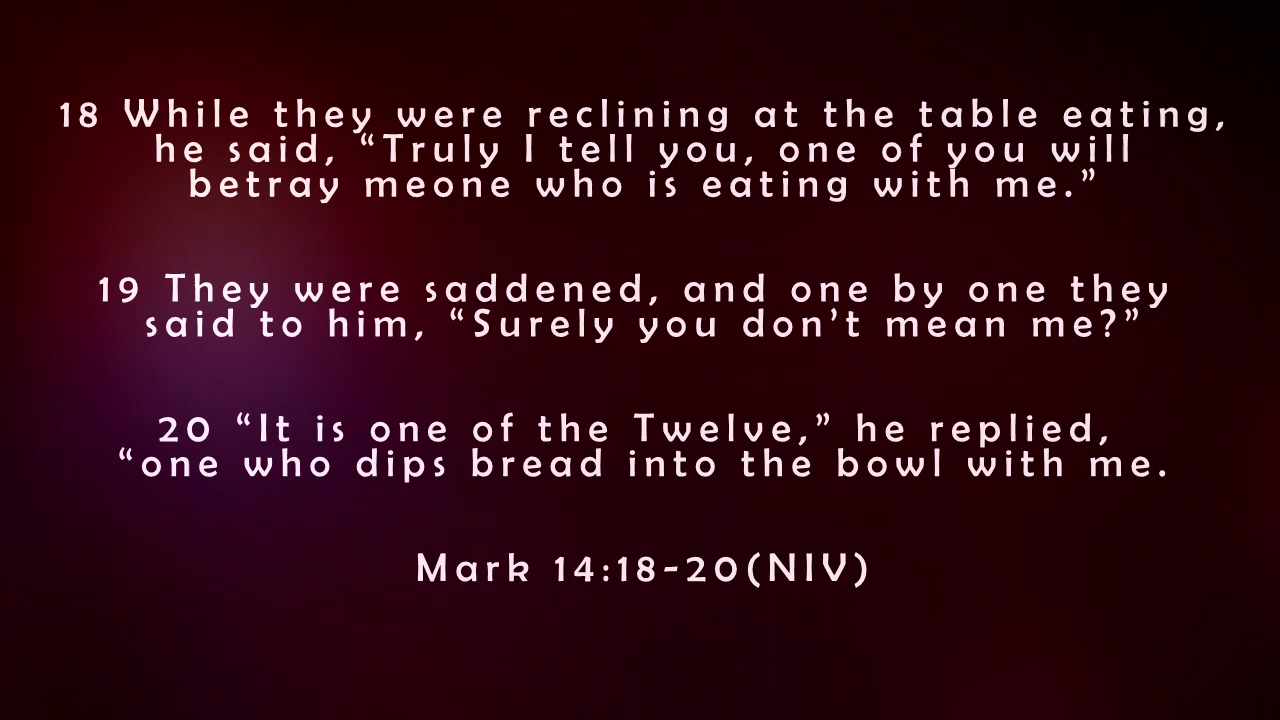 18 While they were reclining at the table eating,
he said, “Truly I tell you, one of you will
betray meone who is eating with me.”
19 They were saddened, and one by one they
said to him, “Surely you don’t mean me?”
20 “It is one of the Twelve,” he replied,
“one who dips bread into the bowl with me.
Mark 14:18-20(NIV)